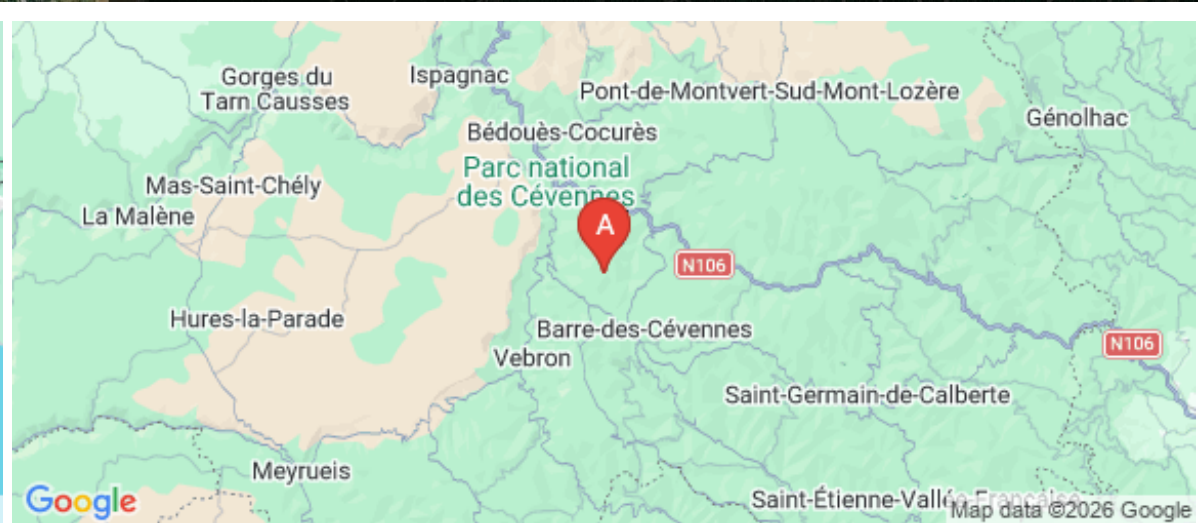 Gorges du
Tarn Causses
Ispagnac
Pont-de-Montvert-Sud-Mont-Lozère
Génolhac
Bédouès-Cocurès
Parc national
des Cévennes
Mas-Saint-Chély
La Malène
A
N106
Hures-la-Parade
Barre-des-Cévennes
N106
Vebron
Saint-Germain-de-Calberte
Meyrueis
Saint-Étienne-Vallée-Française
Google
Map data ©2026 Google